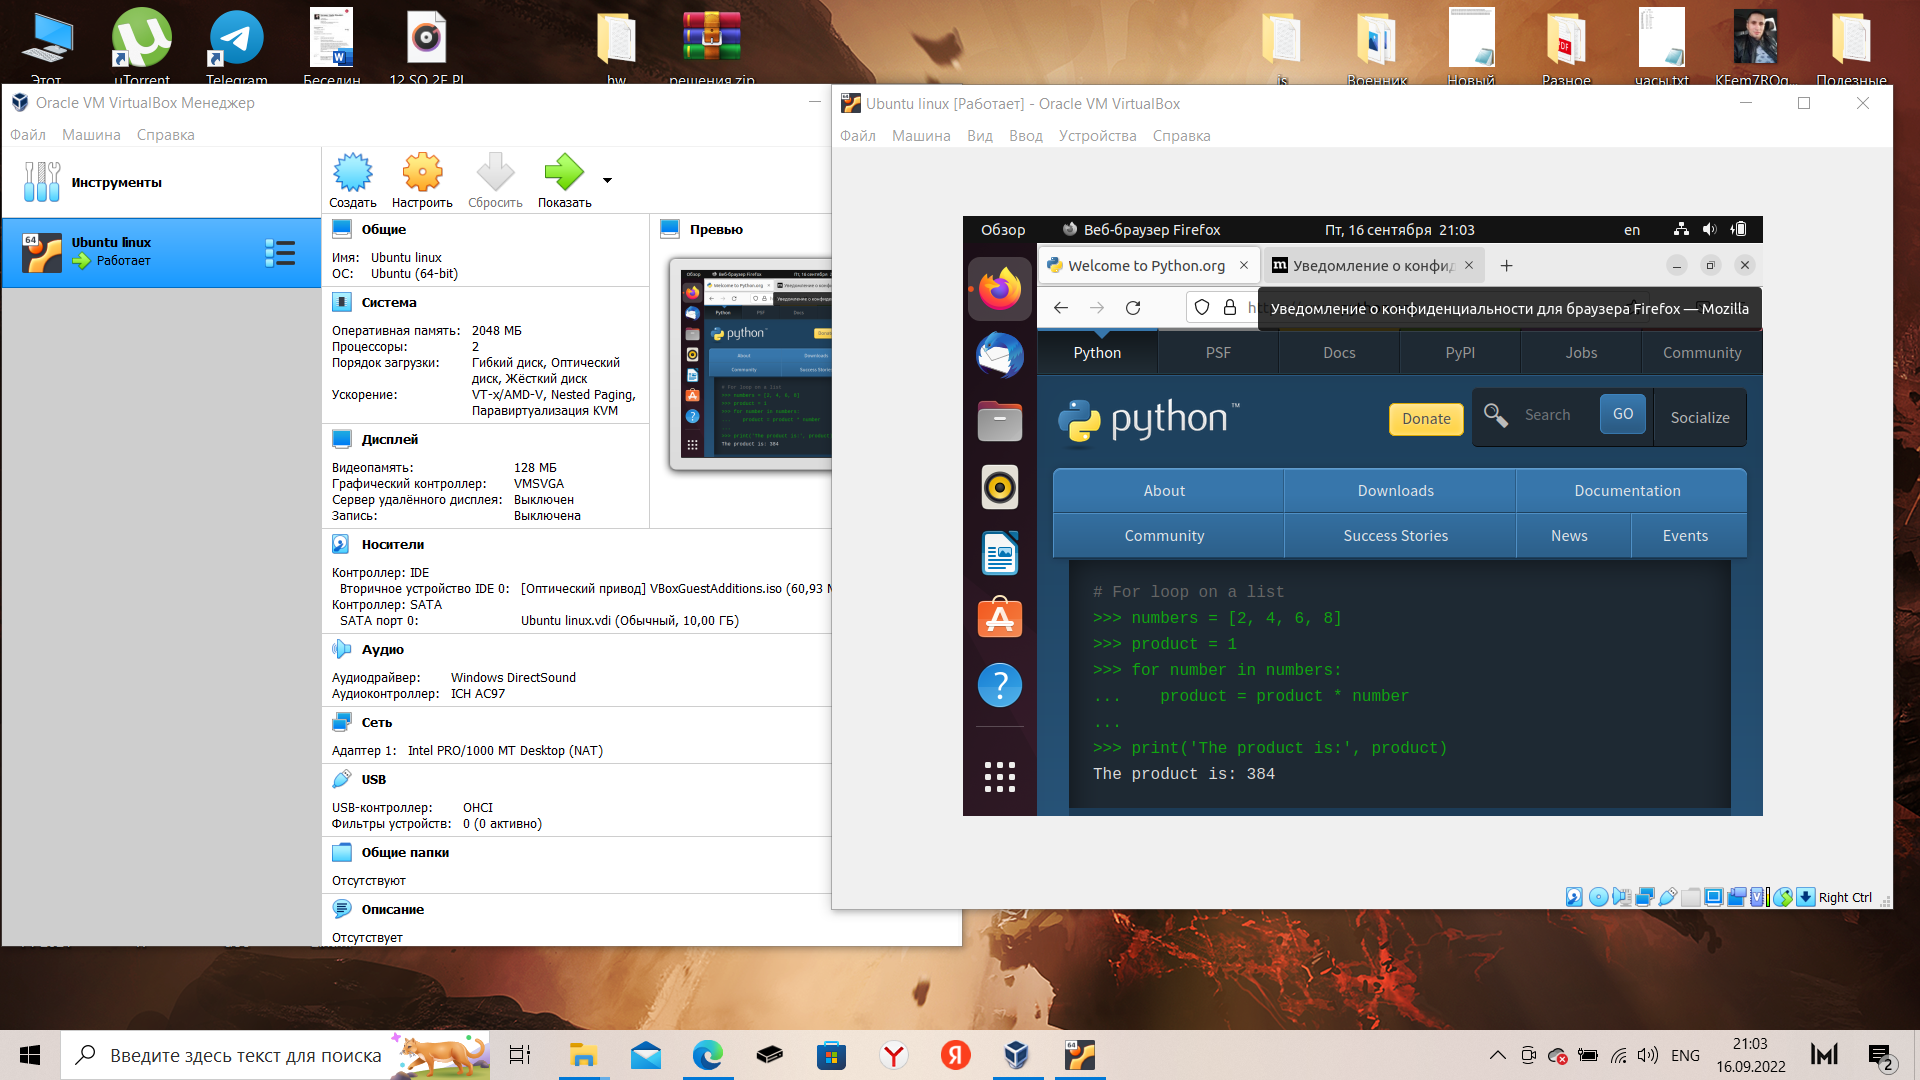 Этот
uTorrent
Telegram
Беседин
12 SO 2E PL
hw
решения.zip
is
Военник
Новый
Разное
часы.txt
KFem7ROg...
Полезные
Oracle VM VirtualBox Менеджер
Файл Машина Справка
Инструменты
Ubuntu linux
64
Работает
Создать Настроить Сбросить Показать
Общие
Имя: Ubuntu linux
ОС: Ubuntu (64-bit)
Система
Оперативная память: 2048 МБ
Процессоры: 2
Порядок загрузки: Гибкий диск, Оптический
диск, Жёсткий диск
Ускорение: VT-x/AMD-V, Nested Paging,
Паравиртуализация KVM
Дисплей
Видеопамять: 128 МБ
Графический контроллер: VMSVGA
Сервер удалённого дисплея: Выключен
Запись: Выключена
Превью
Носители
Контроллер: IDE
Вторичное устройство IDE 0: [Оптический привод] VBoxGuestAdditions.iso (60,93
Контроллер: SATA
SATA порт 0: Ubuntu linux.vdi (Обычный, 10,00 ГБ)
Аудио
Аудиодрайвер: Windows DirectSound
Аудиоконтроллер: ICH AC97
Сеть
Адаптер 1: Intel PRO/1000 MT Desktop (NAT)
USB
USB-контроллер: OHCI
Фильтры устройств: 0 (0 активно)
Общие папки
Отсутствуют
Описание
Отсутствует
Ubuntu linux [Работает] - Oracle VM VirtualBox
Файл Машина Вид Ввод Устройства Справка
Обзор Веб-браузер Firefox Пт, 16 сентября 21:03 en
Welcome to Python.org
Уведомление о конфид
Уведомление о конфиденциальности для браузера Firefox — Mozilla
Python PSF Docs PyPI Jobs Community
python™
Donate Search GO Socialize
About Downloads Documentation
Community Success Stories News Events
# For loop on a list
>>> numbers = [2, 4, 6, 8]
>>> product = 1
>>> for number in numbers:
... product = product * number
...
>>> print('The product is:', product)
The product is: 384
Right Ctrl
Введите здесь текст для поиска
ENG
21:03
16.09.2022
2